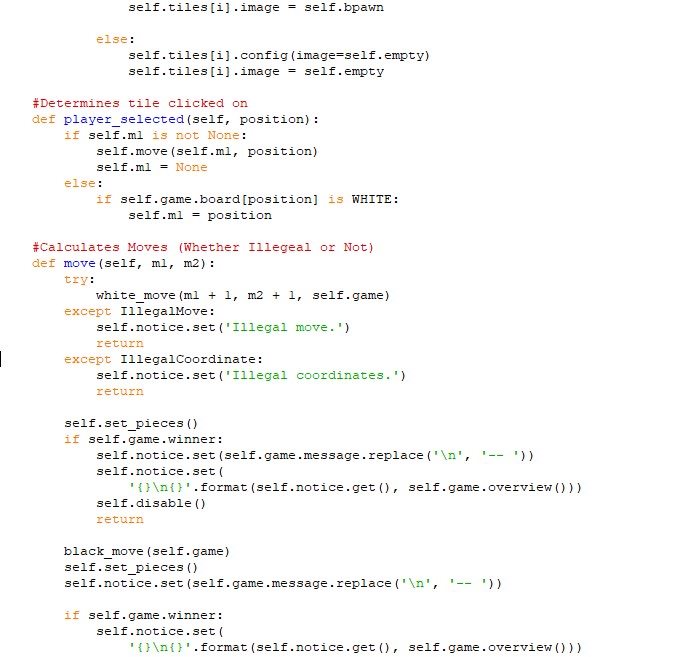 self.tiles[i].image = self.bpawn

        else:
            self.tiles[i].config(image=self.empty)
            self.tiles[i].image = self.empty

#Determines tile clicked on
def player_selected(self, position):
    if self.m1 is not None:
        self.move(self.m1, position)
        self.m1 = None
    else:
        if self.game.board[position] is WHITE:
            self.m1 = position

#Calculates Moves (Whether Illegeal or Not)
def move(self, m1, m2):
    try:
        white_move(m1 + 1, m2 + 1, self.game)
    except IllegalMove:
        self.notice.set('Illegal move.')
        return
    except IllegalCoordinate:
        self.notice.set('Illegal coordinates.')
        return

    self.set_pieces()
    if self.game.winner:
        self.notice.set(self.game.message.replace('\n', '-- '))
        self.notice.set(
            '{}\n{}'.format(self.notice.get(), self.game.overview()))
        self.disable()
        return

    black_move(self.game)
    self.set_pieces()
    self.notice.set(self.game.message.replace('\n', '-- '))

    if self.game.winner:
        self.notice.set(
            '{}\n{}'.format(self.notice.get(), self.game.overview()))